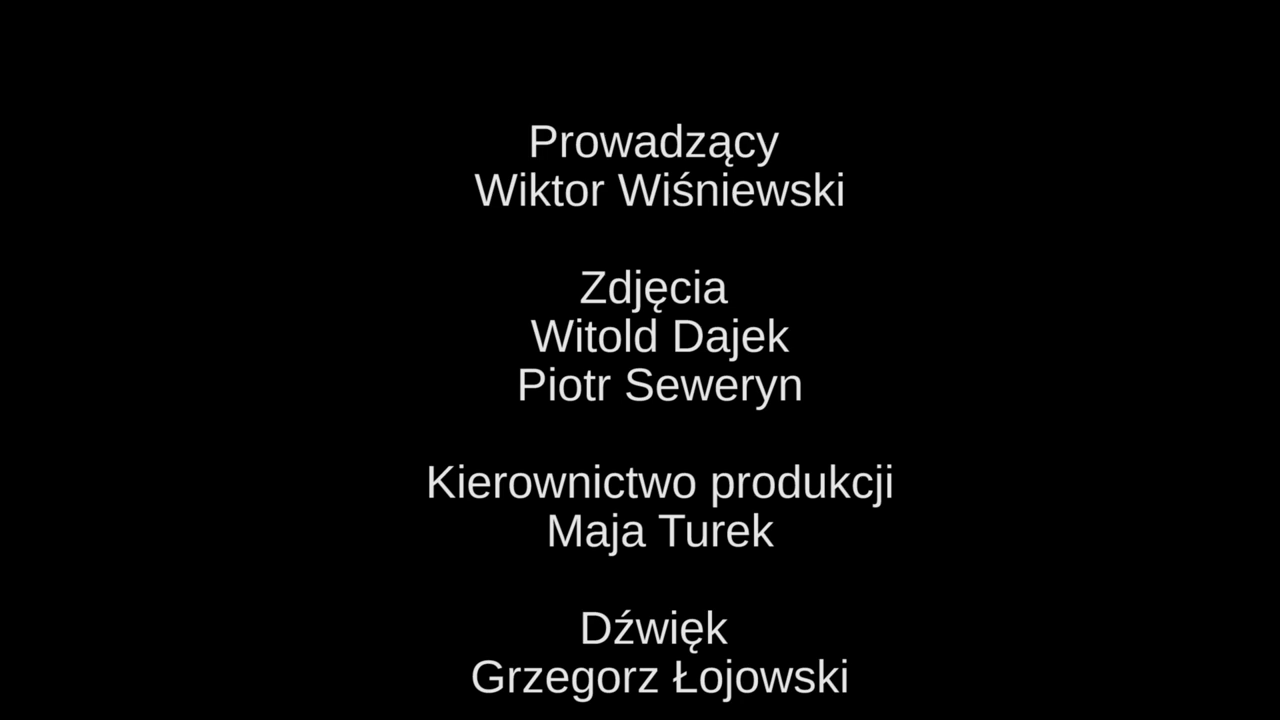 Prowadzący
Wiktor Wiśniewski
Zdjęcia
Witold Dajek
Piotr Seweryn
Kierownictwo produkcji
Maja Turek
Dźwięk
Grzegorz Łojowski